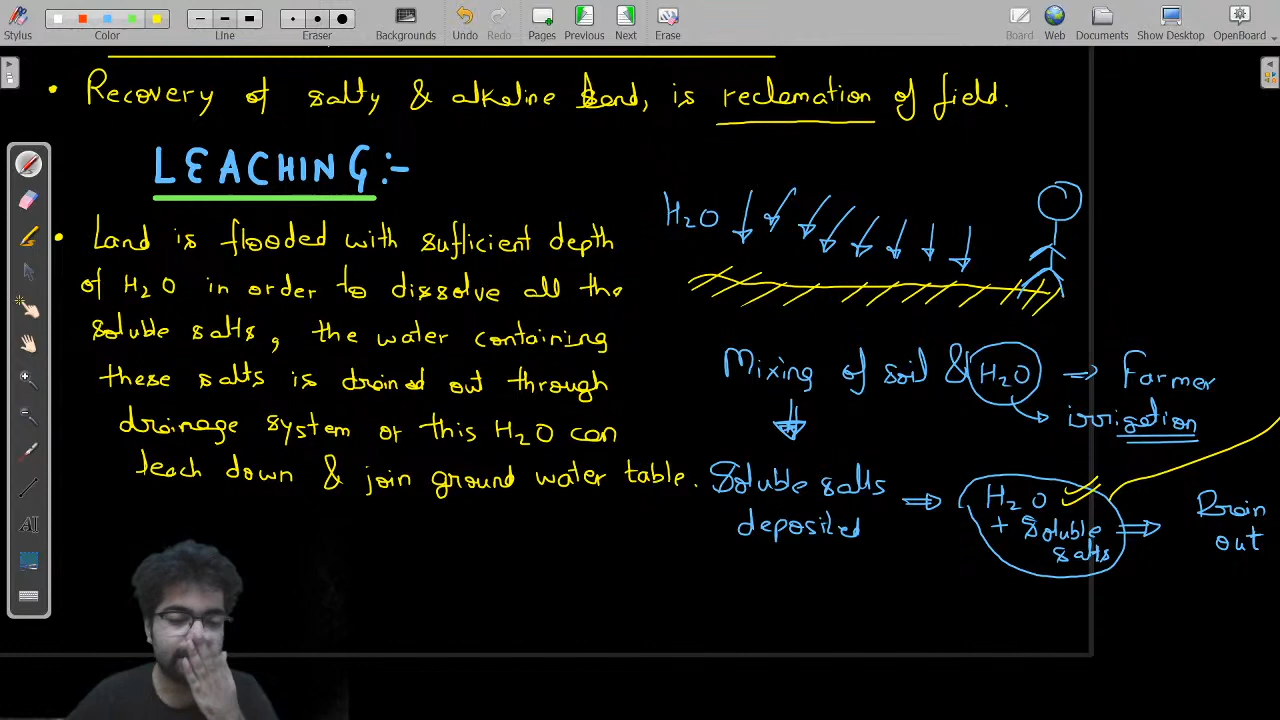 Stylus
Color
Line
Eraser
Backgrounds
Undo
Redo
Pages
Previous
Next
Erase
Board
Web
Documents
Show Desktop
OpenBoard
• Recovery of salty & alkaline land, is reclamation of field.
LEACHING:-
• Land is flooded with sufficient depth
of H2O in order to dissolve all the
soluble salts, the water containing
these salts is drained out through
drainage system or this H2O can
leach down & join ground water table.
H2O
Mixing of soil & H2O => Farmer
irrigation
Soluble salts
deposited
=>
H2O
+ soluble
salts
=>
Drain
out